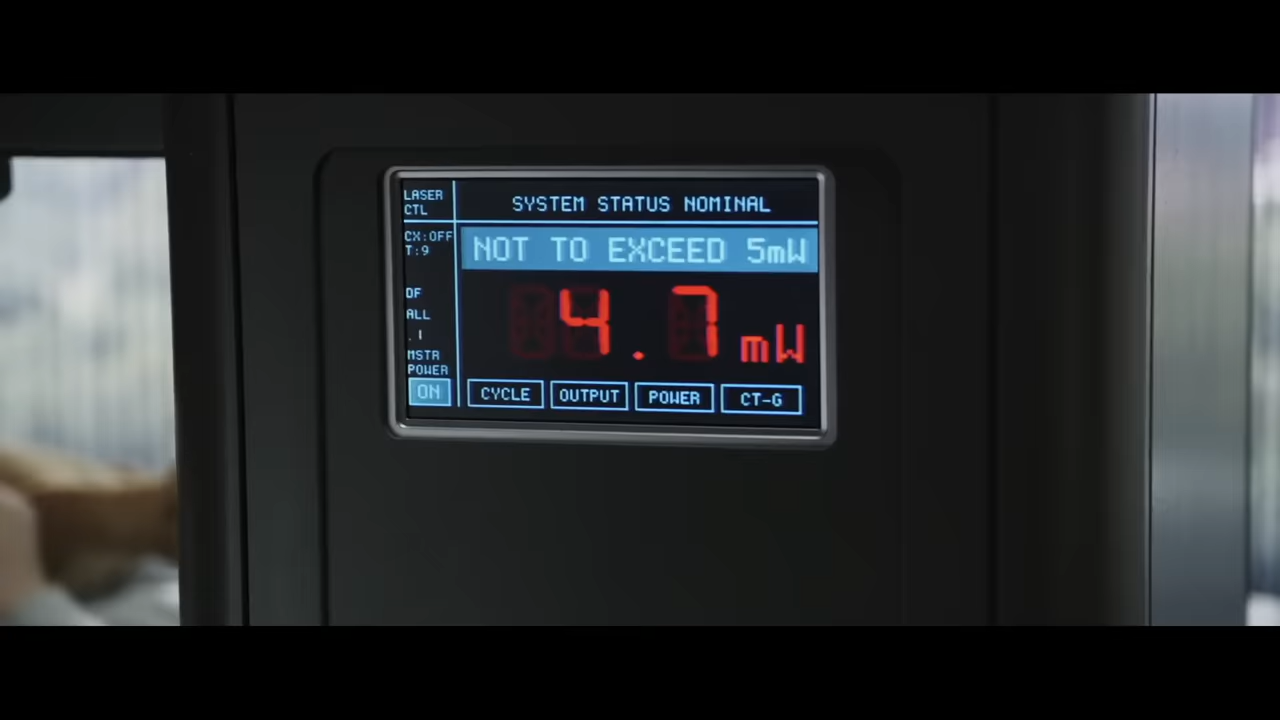 LASER
CTL
SYSTEM STATUS NOMINAL
CX:OFF
T:9
NOT TO EXCEED 5mW
DF
ALL
.1
4.7 mW
MSTR
POWER
ON
CYCLE
OUTPUT
POWER
CT-G